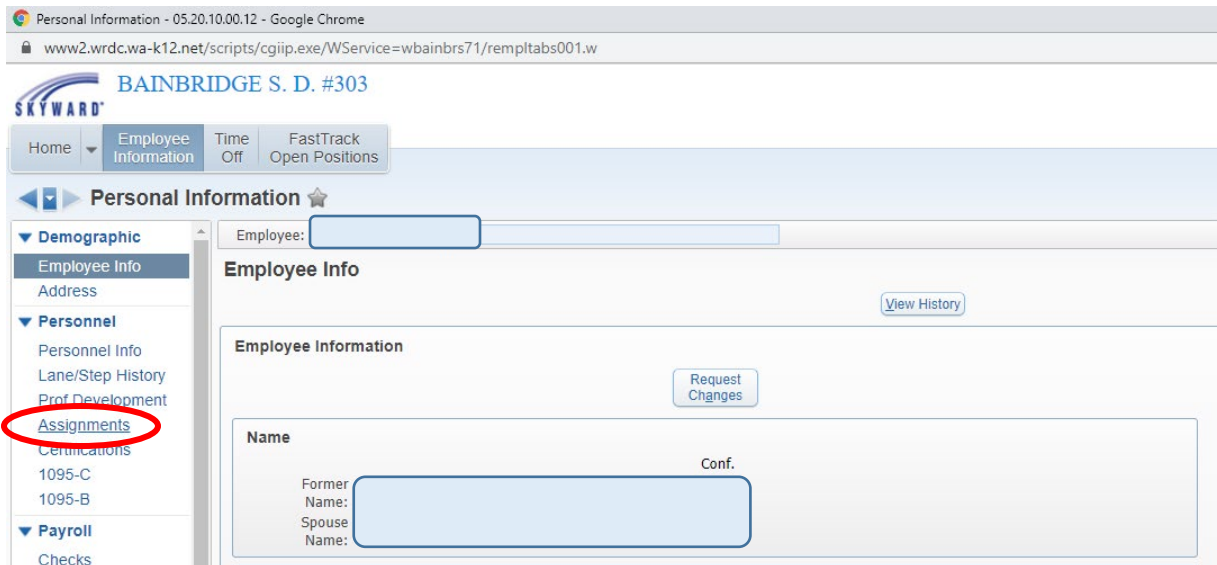 Personal Information - 05.20.10.00.12 - Google Chrome
www2.wrdc.wa-k12.net/scripts/cgiip.exe/WService=wbainbrs71/rempltabs001.w
SKYWARD
BAINBRIDGE S. D. #303
Home
Employee Information
Time Off
FastTrack Open Positions
Personal Information
Demographic
Employee Info
Address
Personnel
Personnel Info
Lane/Step History
Prof Development
Assignments
Certifications
1095-C
1095-B
Payroll
Checks
Employee:
Employee Info
View History
Employee Information
Request
Changes
Name
Conf.
Former
Name:
Spouse
Name: